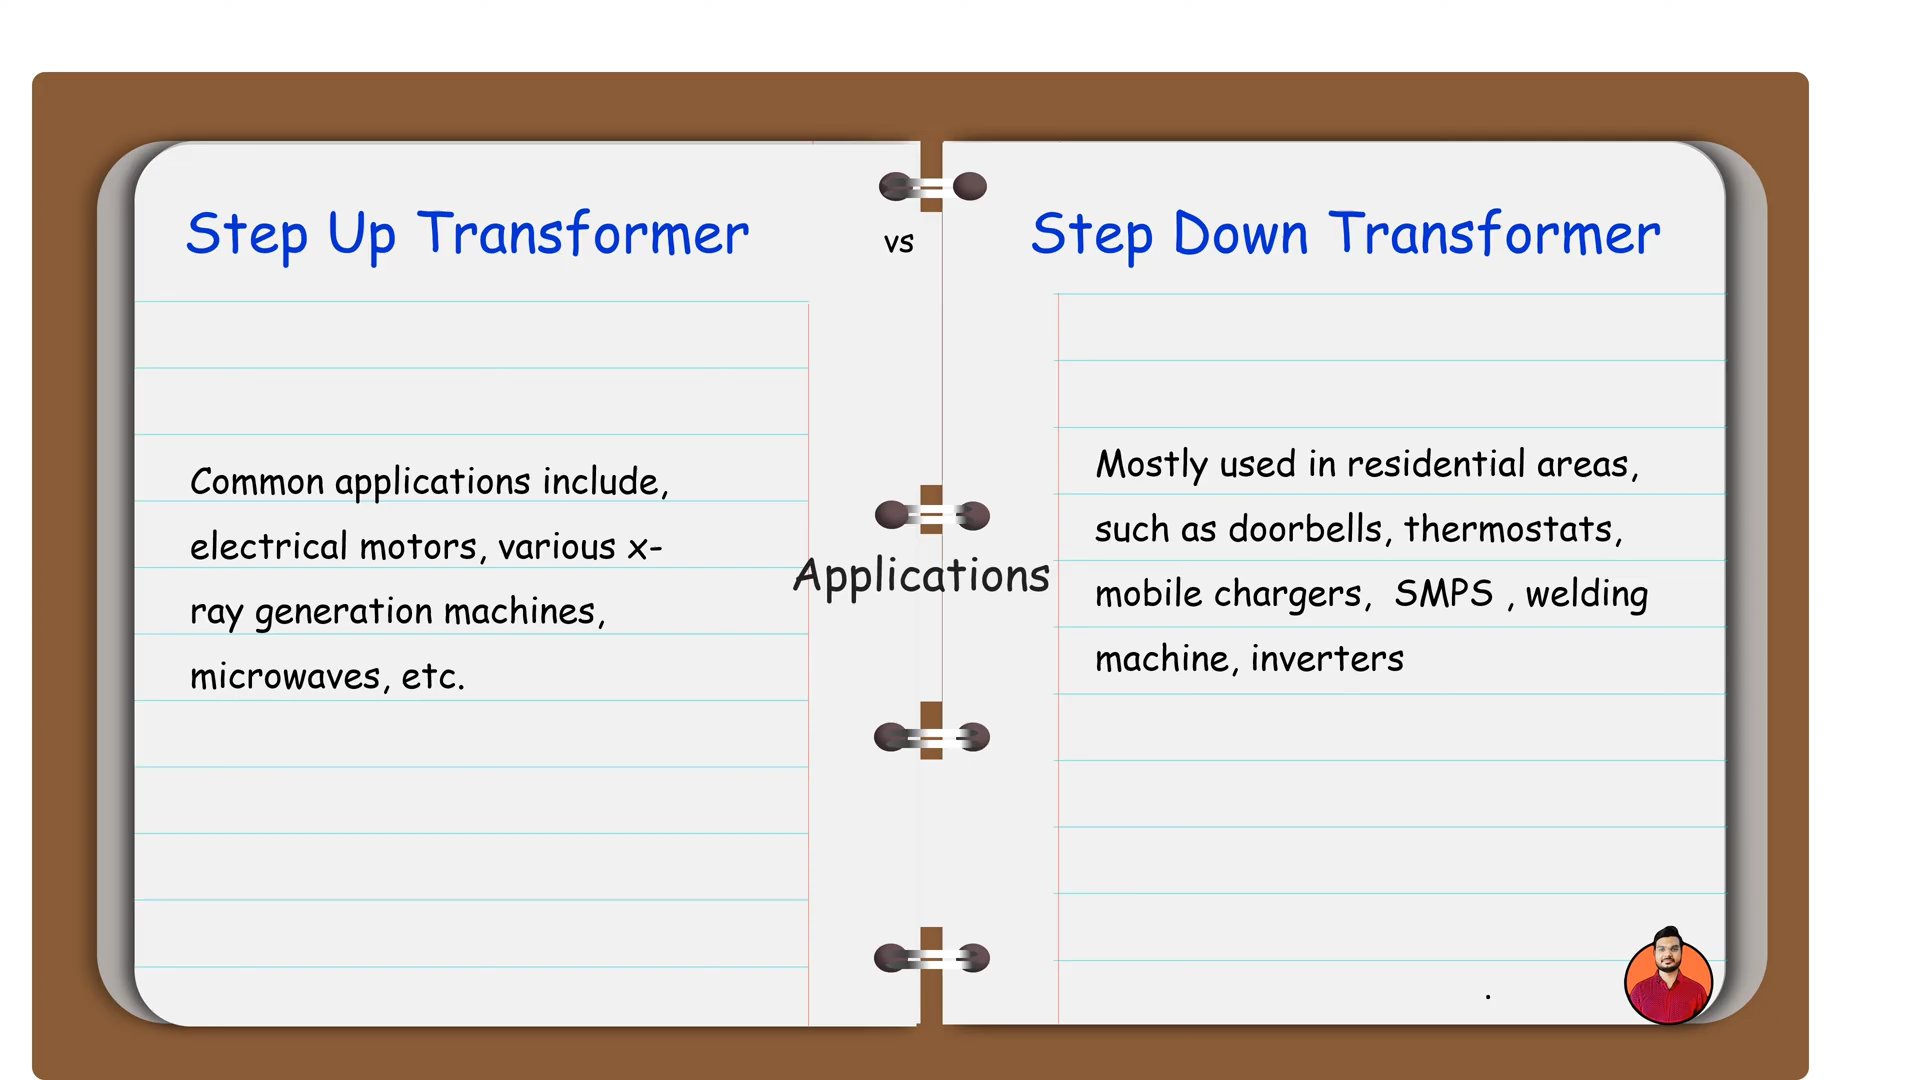 Step Up Transformer
vs
Step Down Transformer
Common applications include,
electrical motors, various x-
ray generation machines,
microwaves, etc.
Applications
Mostly used in residential areas,
such as doorbells, thermostats,
mobile chargers,  SMPS , welding
machine, inverters
.